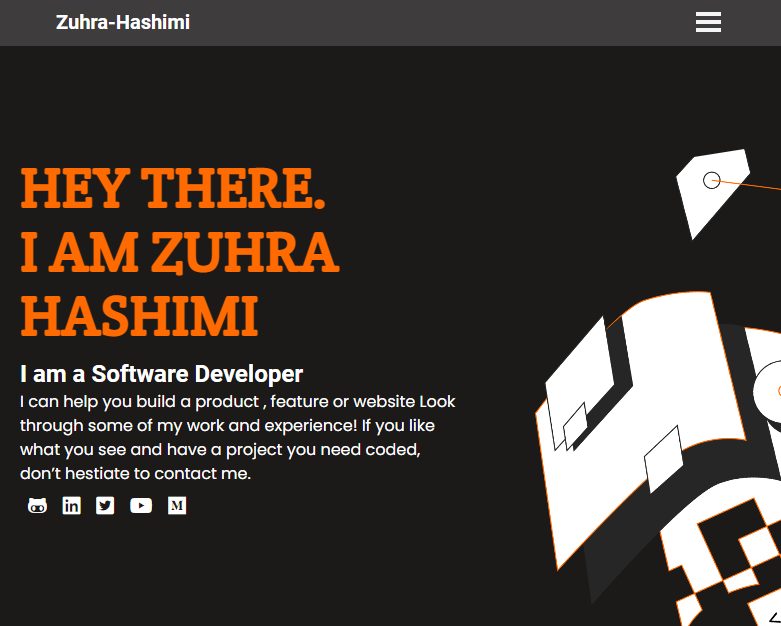 Zuhra-Hashimi
HEY THERE.
I AM ZUHRA
HASHIMI
I am a Software Developer
I can help you build a product , feature or website Look
through some of my work and experience! If you like
what you see and have a project you need coded,
don’t hestiate to contact me.